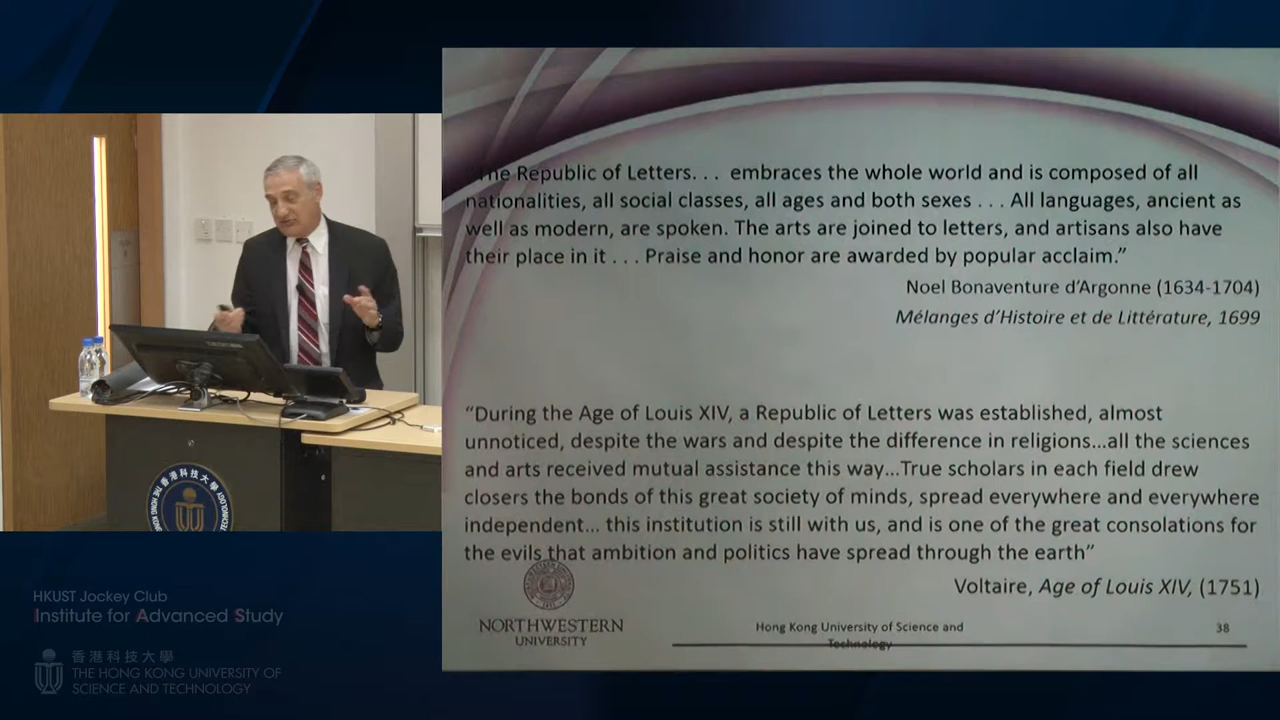 The Republic of Letters. . . embraces the whole world and is composed of all
nationalities, all social classes, all ages and both sexes . . . All languages, ancient as
well as modern, are spoken. The arts are joined to letters, and artisans also have
their place in it . . . Praise and honor are awarded by popular acclaim.”
Noel Bonaventure d’Argonne (1634-1704)
Mélanges d’Histoire et de Littérature, 1699
“During the Age of Louis XIV, a Republic of Letters was established, almost
unnoticed, despite the wars and despite the difference in religions...all the sciences
and arts received mutual assistance this way...True scholars in each field drew
closers the bonds of this great society of minds, spread everywhere and everywhere
independent... this institution is still with us, and is one of the great consolations for
the evils that ambition and politics have spread through the earth”
Voltaire, Age of Louis XIV, (1751)
NORTHWESTERN
UNIVERSITY
Hong Kong University of Science and
Technology
38
香港科技大學
HKUST Jockey Club
Institute for Advanced Study
香港科技大學
THE HONG KONG UNIVERSITY OF
SCIENCE AND TECHNOLOGY